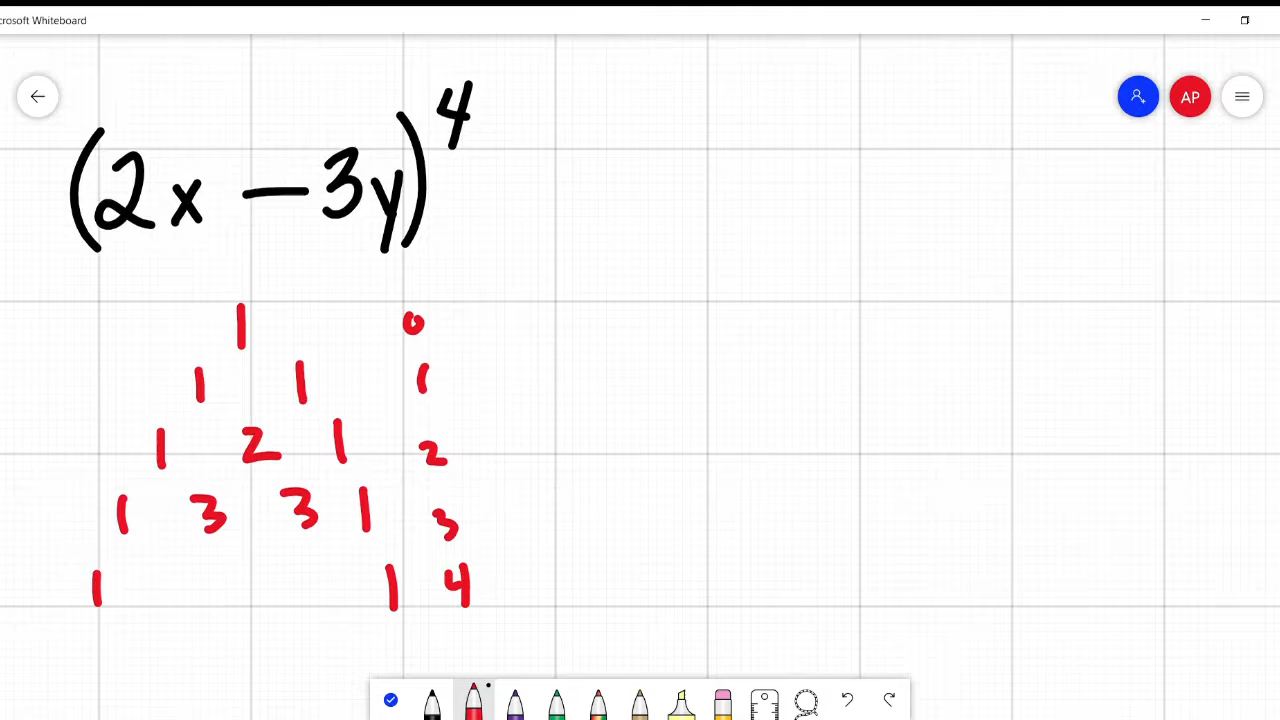 crosoft Whiteboard
AP
(2x − 3y)⁴
1 0
1 1 1
1 2 1 2
1 3 3 1 3
1 1 4